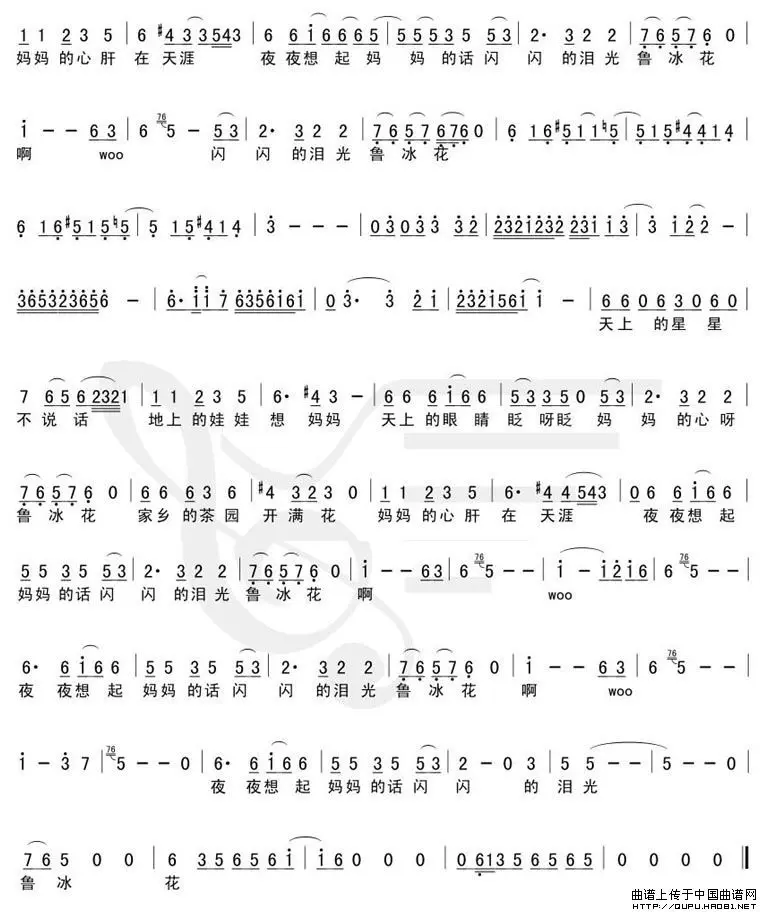 1 1 2 3 5 | 6 #4 3 3 5 4 3 | 6 6 i 6 6 6 5 | 5 5 5 3 5 5 3 | 2· 3 2 2 | 7 6 5 7 6 0 |
妈妈 的心 肝 在 天涯 夜 夜想 起 妈 妈 的话 闪 闪 的泪 光 鲁 冰 花
i – – 6 3 | 6 76 5 – 5 3 | 2· 3 2 2 | 7 6 5 7 6 7 6 0 | 6 1 6 #5 1 1 ♮5 | 5 1 5 #4 4 1 4 |
啊 woo 闪 闪 的泪 光 鲁 冰 花
6 1 6 #5 1 5 ♮5 | 5 1 5 #4 1 4 | 3 – – – | 0 3 0 3 3 3 2 | 2 3 2 1 2 3 2 2 3 i i 3 | 3 i 2 2 – |
3 6 5 3 2 3 6 5 6 – | 6· i i 7 6 3 5 6 i 6 i | 0 3· 3 2 i | 2 3 2 1 5 6 i i – | 6 6 0 6 3 0 6 0 |
天上 的星 星
7 6 5 6 2 3 2 1 | 1 1 2 3 5 | 6· #4 3 – | 6 6 6 i 6 6 | 5 3 3 5 0 5 3 | 2· 3 2 2 |
不 说 话 地上 的娃 娃 想 妈妈 天上 的眼 睛 眨 呀眨 妈 妈 的心 呀
7 6 5 7 6 0 | 6 6 6 3 6 | #4 3 2 3 0 | 1 1 2 3 5 | 6· #4 4 5 4 3 | 0 6 6 i 6 6 |
鲁 冰 花 家乡 的茶 园 开 满 花 妈妈 的心 肝 在 天涯 夜 夜想 起
5 5 3 5 5 3 | 2· 3 2 2 | 7 6 5 7 6 0 | i – – 6 3 | 6 76 5 – – | i – i 2 i 6 | 6 76 5 – – |
妈妈 的话 闪 闪 的泪 光 鲁 冰 花 啊 woo
6· 6 i 6 6 | 5 5 3 5 5 3 | 2· 3 2 2 | 7 6 5 7 6 0 | i – – 6 3 | 6 76 5 – – |
夜 夜想 起 妈妈 的话 闪 闪 的泪 光 鲁 冰 花 啊 woo
i – 3 7 | 76 5 – – 0 | 6· 6 i 6 6 | 5 5 3 5 5 3 | 2 – 0 3 | 5 5 – – | 5 – – 0 |
夜 夜想 起 妈妈 的话 闪 闪 的 泪 光
7 6 5 0 0 | 6 3 5 6 5 6 i | i 6 0 0 0 | 0 6 1 3 5 6 5 6 5 | 0 0 0 0 ||
鲁 冰 花
曲谱上传于中国曲谱网
HTTP://QUPU.HAO81.NET